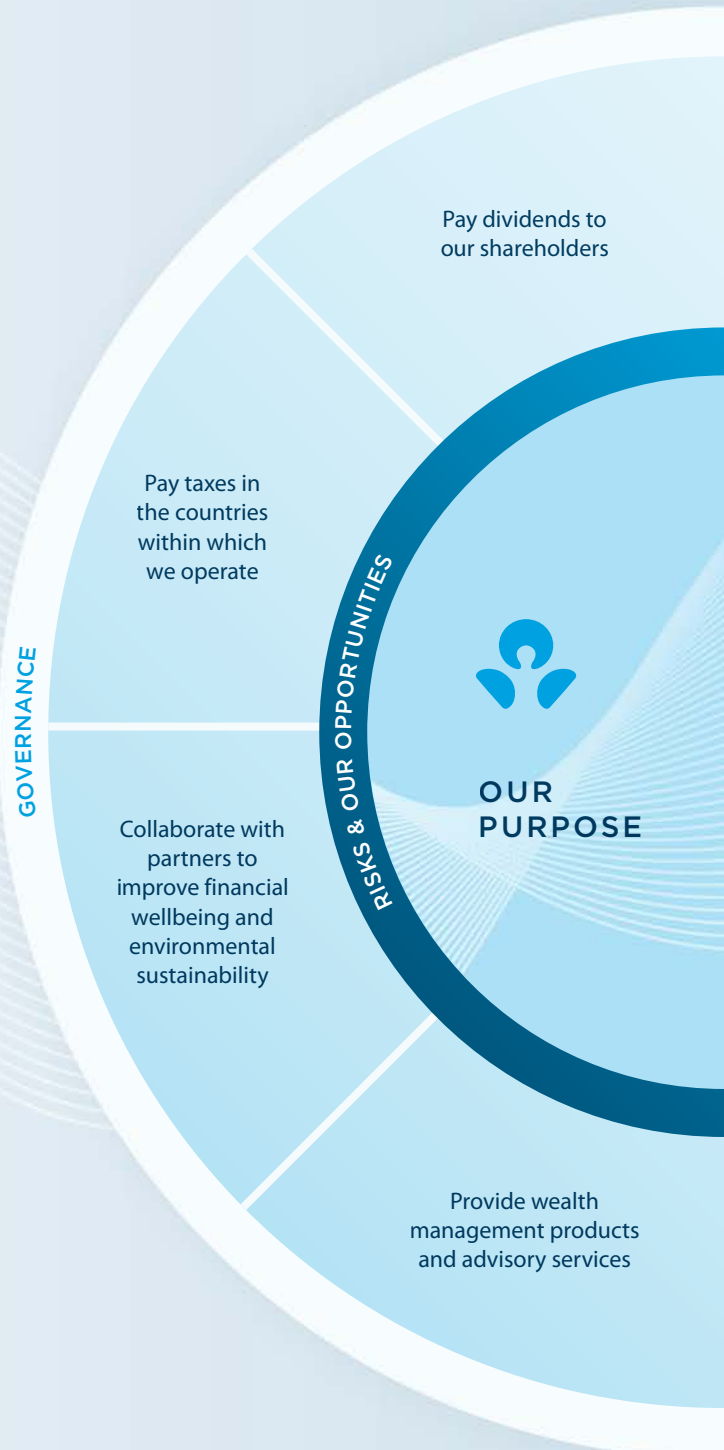 Pay dividends to
our shareholders
Pay taxes in
the countries
within which
we operate
GOVERNANCE
RISKS & OUR OPPORTUNITIES
OUR
PURPOSE
Collaborate with
partners to
improve financial
wellbeing and
environmental
sustainability
Provide wealth
management products
and advisory services